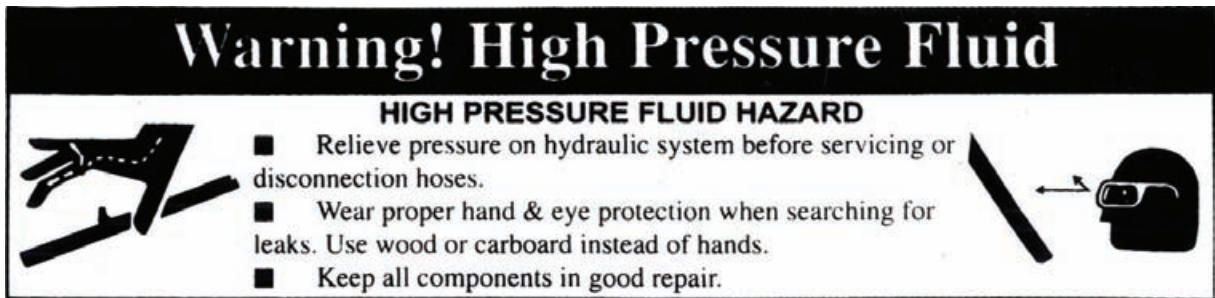 Warning! High Pressure Fluid
HIGH PRESSURE FLUID HAZARD
■ Relieve pressure on hydraulic system before servicing or
disconnection hoses.
■ Wear proper hand & eye protection when searching for
leaks. Use wood or carboard instead of hands.
■ Keep all components in good repair.